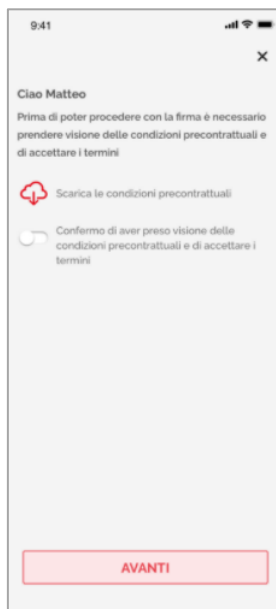 9:41
Ciao Matteo
Prima di poter procedere con la firma è necessario
prendere visione delle condizioni precontrattuali e
di accettare i termini
Scarica le condizioni precontrattuali
Confermo di aver preso visione delle
condizioni precontrattuali e di accettare i
termini
AVANTI